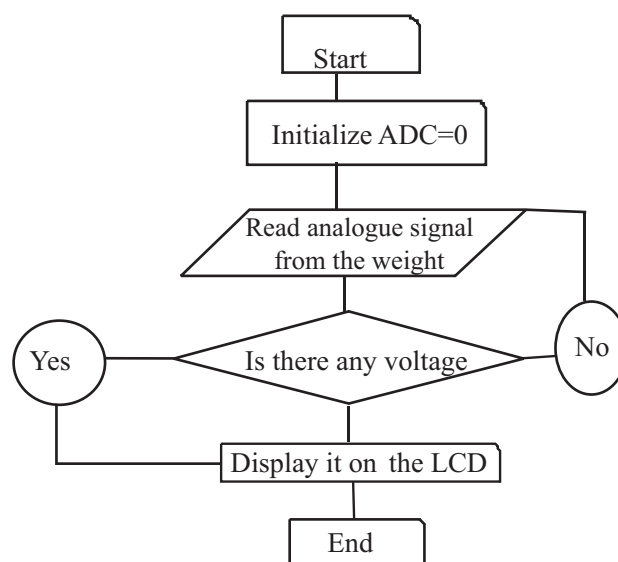 Start
Initialize ADC=0
Read analogue signal
from the weight
Yes
Is there any voltage
No
Display it on the LCD
End